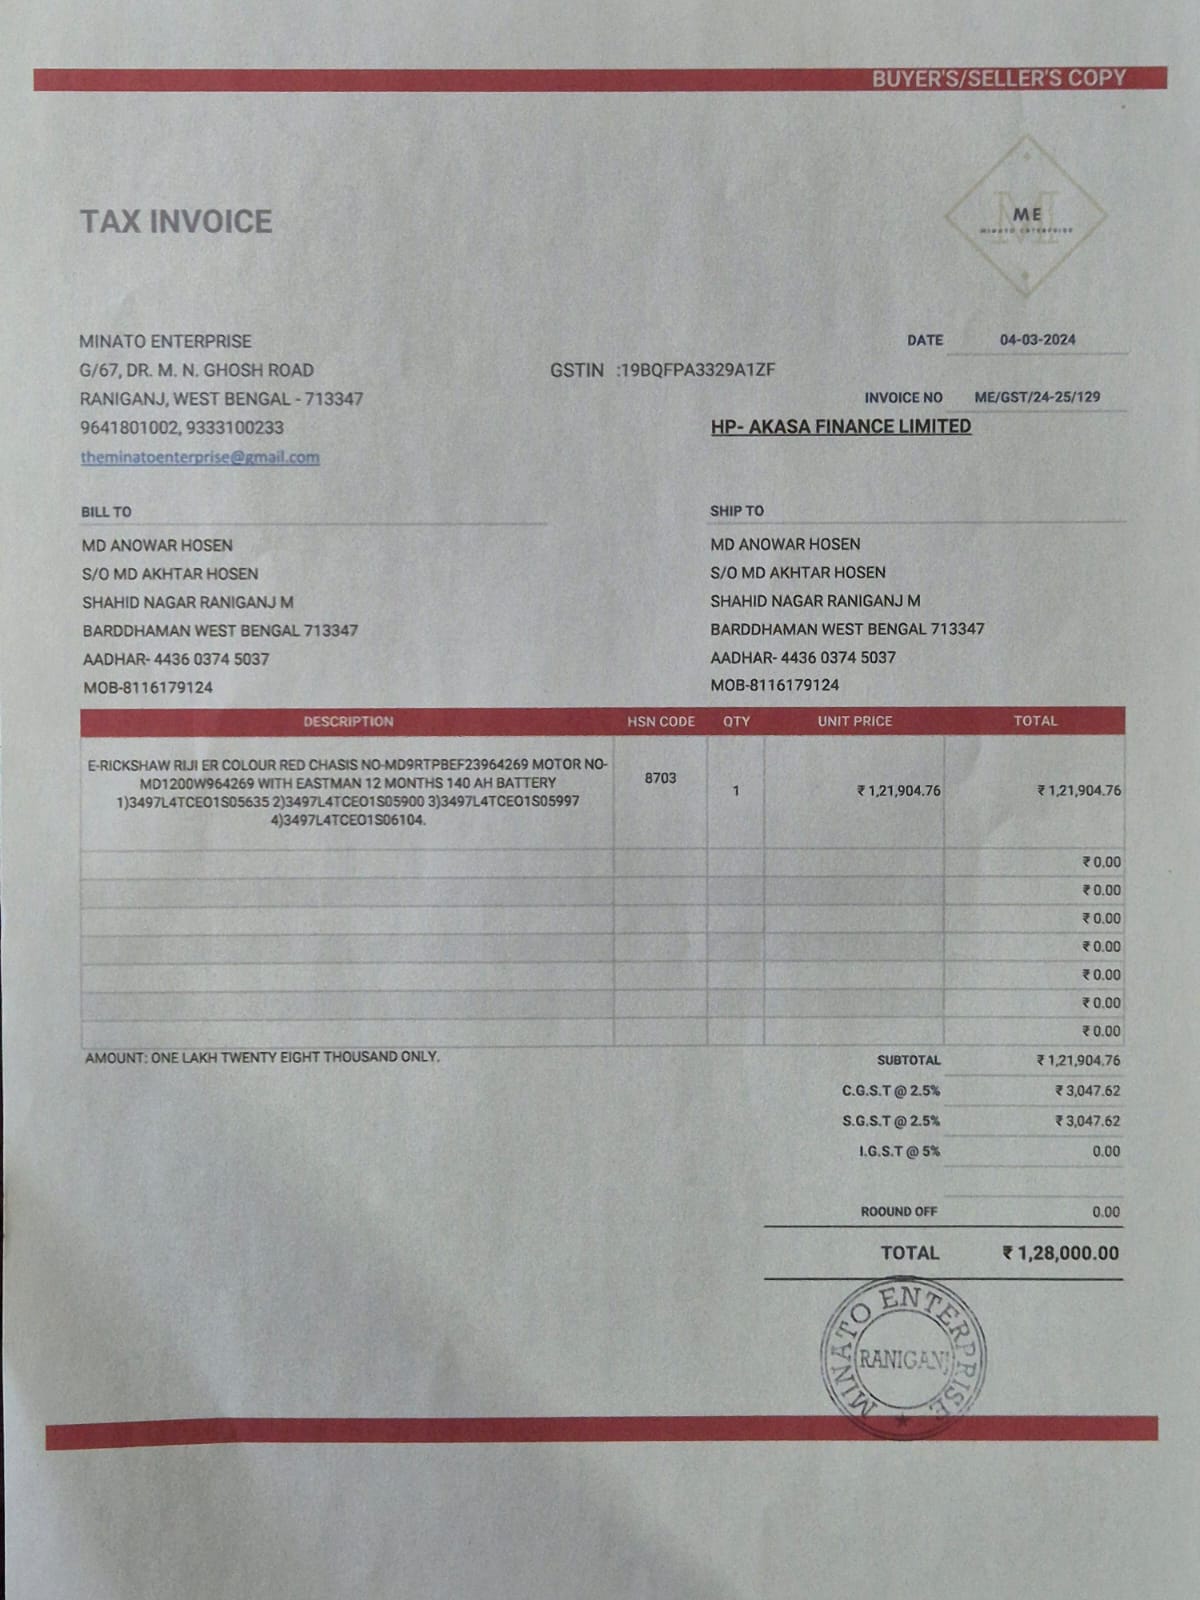 BUYER'S/SELLER'S COPY
ME
MINATO ENTERPRISE
TAX INVOICE
MINATO ENTERPRISE
G/67, DR. M. N. GHOSH ROAD
RANIGANJ, WEST BENGAL - 713347
9641801002, 9333100233
theminatoenterprise@gmail.com
GSTIN :19BQFPA3329A1ZF
DATE 04-03-2024
INVOICE NO ME/GST/24-25/129
HP- AKASA FINANCE LIMITED
BILL TO
MD ANOWAR HOSEN
S/O MD AKHTAR HOSEN
SHAHID NAGAR RANIGANJ M
BARDDHAMAN WEST BENGAL 713347
AADHAR- 4436 0374 5037
MOB-8116179124
SHIP TO
MD ANOWAR HOSEN
S/O MD AKHTAR HOSEN
SHAHID NAGAR RANIGANJ M
BARDDHAMAN WEST BENGAL 713347
AADHAR- 4436 0374 5037
MOB-8116179124
DESCRIPTION HSN CODE QTY UNIT PRICE TOTAL
E-RICKSHAW RIJI ER COLOUR RED CHASIS NO-MD9RTPBEF23964269 MOTOR NO-
MD1200W964269 WITH EASTMAN 12 MONTHS 140 AH BATTERY
1)3497L4TCEO1S05635 2)3497L4TCEO1S05900 3)3497L4TCEO1S05997
4)3497L4TCEO1S06104.
8703 1 ₹ 1,21,904.76 ₹ 1,21,904.76
₹ 0.00
₹ 0.00
₹ 0.00
₹ 0.00
₹ 0.00
₹ 0.00
₹ 0.00
AMOUNT: ONE LAKH TWENTY EIGHT THOUSAND ONLY.
SUBTOTAL ₹ 1,21,904.76
C.G.S.T @ 2.5% ₹ 3,047.62
S.G.S.T @ 2.5% ₹ 3,047.62
I.G.S.T @ 5% 0.00
ROOUND OFF 0.00
TOTAL ₹ 1,28,000.00
MINATO ENTERPRISE
RANIGANJ